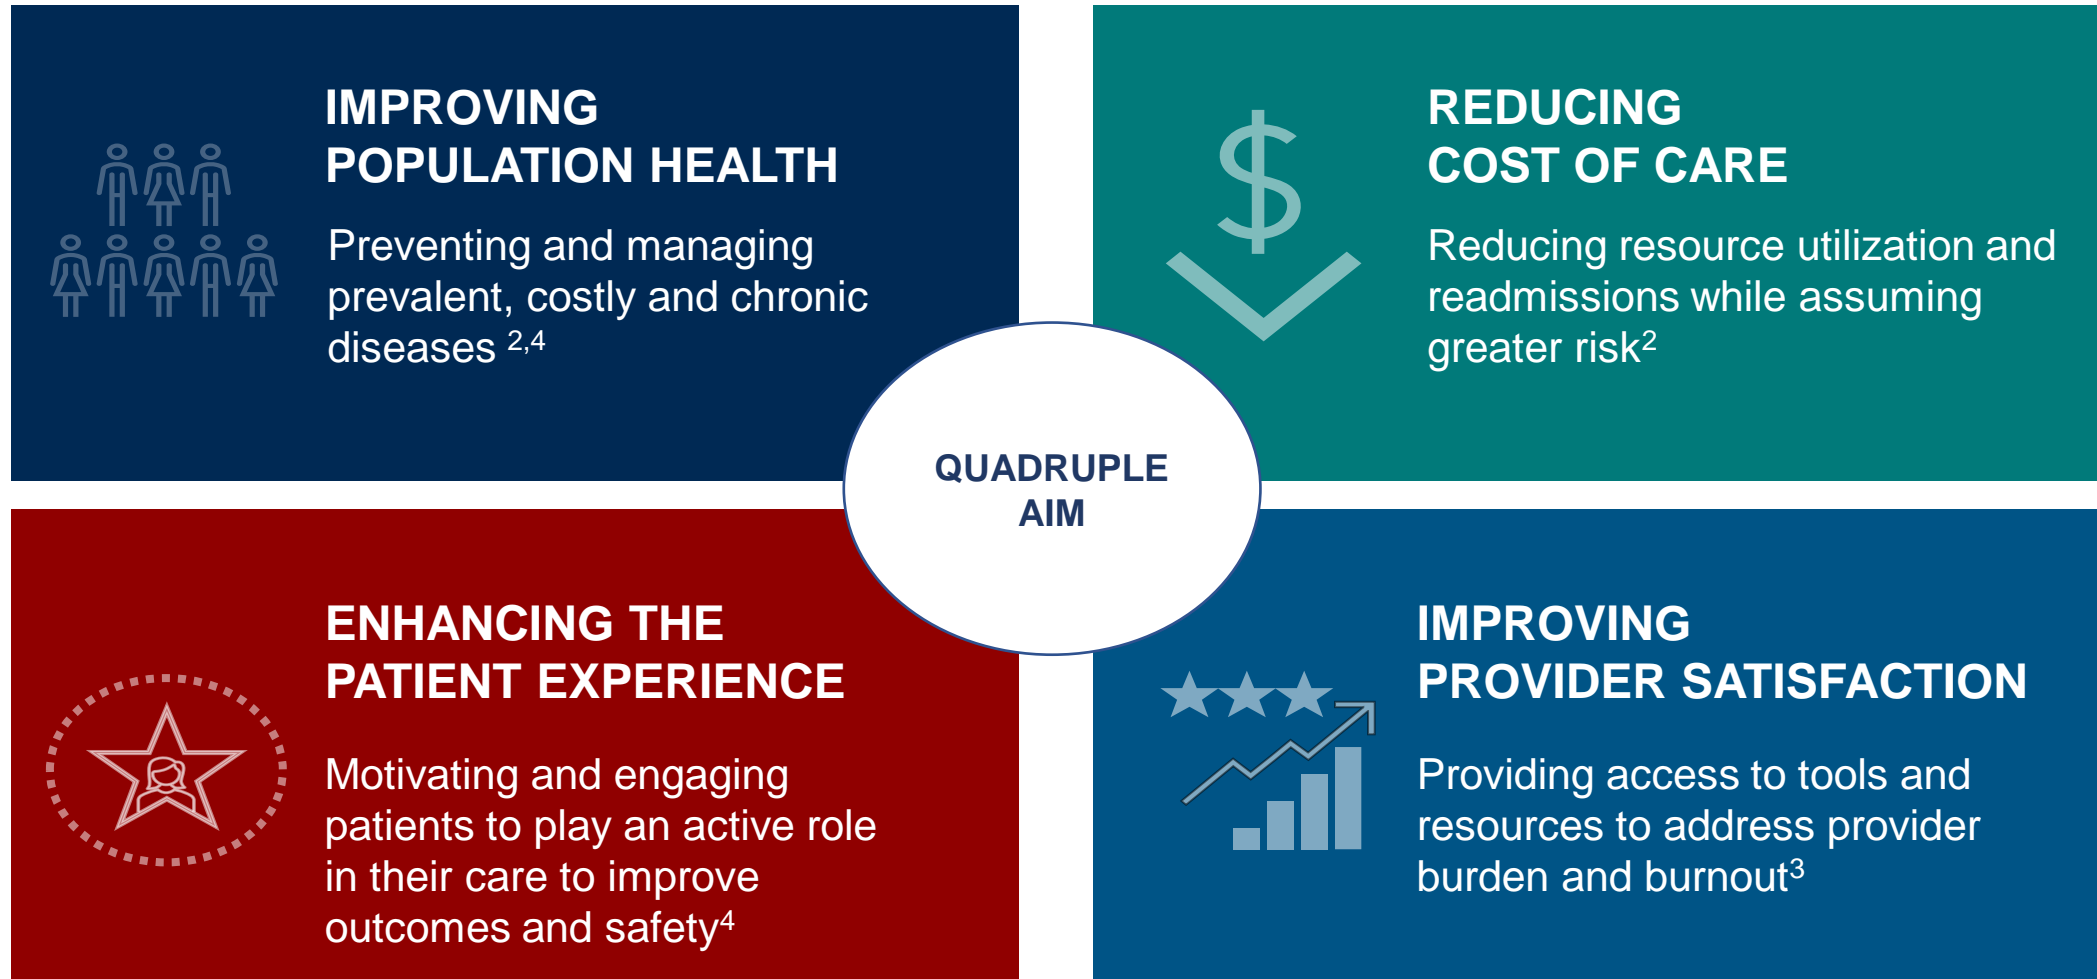 IMPROVING
POPULATION HEALTH
Preventing and managing
prevalent, costly and chronic
diseases 2,4
REDUCING
COST OF CARE
Reducing resource utilization and
readmissions while assuming
greater risk2
QUADRUPLE
AIM
ENHANCING THE
PATIENT EXPERIENCE
Motivating and engaging
patients to play an active role
in their care to improve
outcomes and safety4
IMPROVING
PROVIDER SATISFACTION
Providing access to tools and
resources to address provider
burden and burnout3